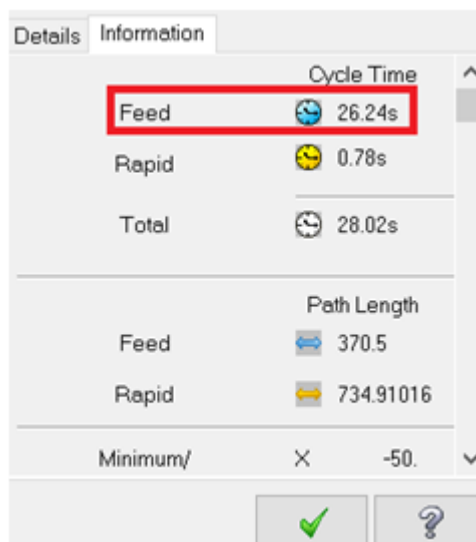 Details Information
Cycle Time
Feed 26.24s
Rapid 0.78s
Total 28.02s
Path Length
Feed 370.5
Rapid 734.91016
Minimum/ X -50.